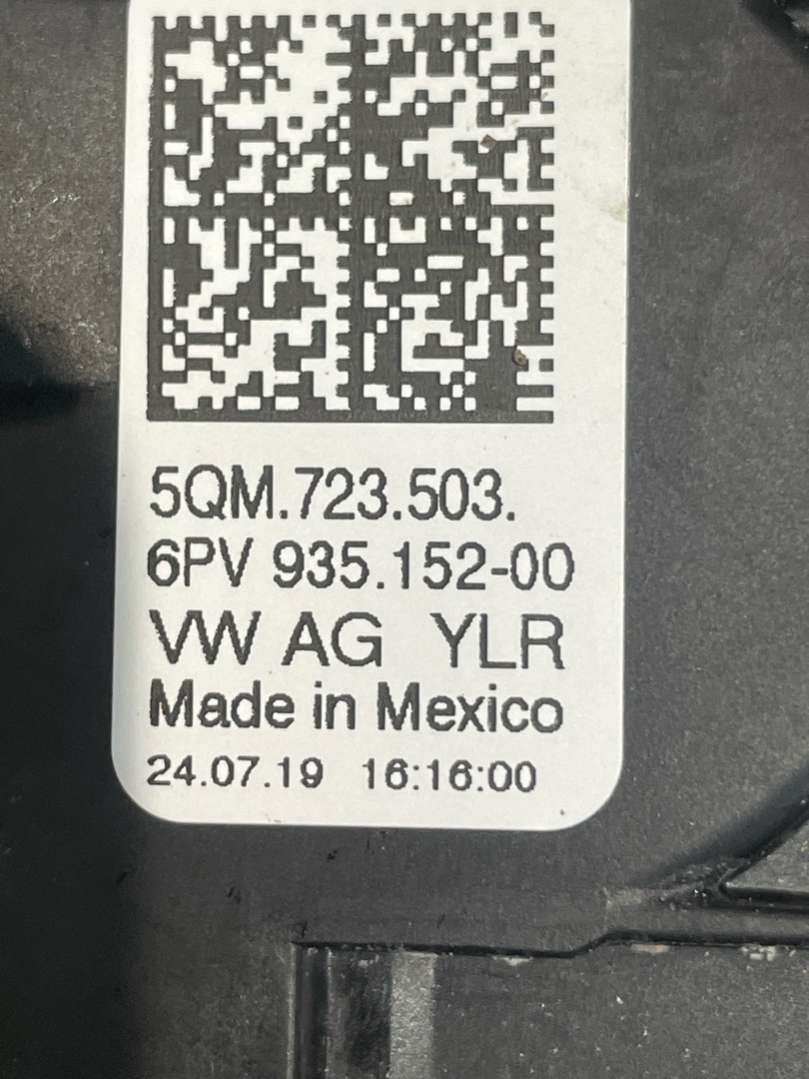 5QM.723.503.
6PV 935.152-00
VW AG YLR
Made in Mexico
24.07.19 16:16:00